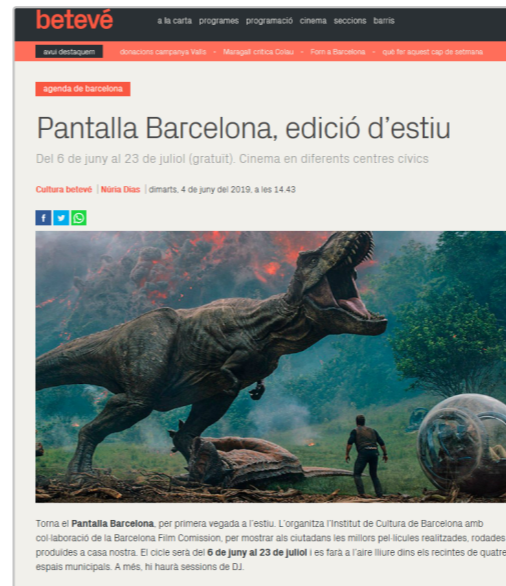 betevé
a la carta programes programació cinema seccions barris
avui destaquem donacions campanya Valls - Maragall critica Colau - Forn a Barcelona - què fer aquest cap de setmana
agenda de barcelona
Pantalla Barcelona, edició d'estiu
Del 6 de juny al 23 de juliol (gratuït). Cinema en diferents centres cívics
Cultura betevé | Núria Dias | dimarts, 4 de juny del 2019, a les 14.43
Torna el Pantalla Barcelona, per primera vegada a l'estiu. L'organitza l'Institut de Cultura de Barcelona amb
col·laboració de la Barcelona Film Comission, per mostrar als ciutadans les millors pel·lícules realitzades, rodades
produïdes a casa nostra. El cicle serà del 6 de juny al 23 de juliol i es farà a l'aire lliure dins els recintes de quatre
espais municipals. A més, hi haurà sessions de DJ.